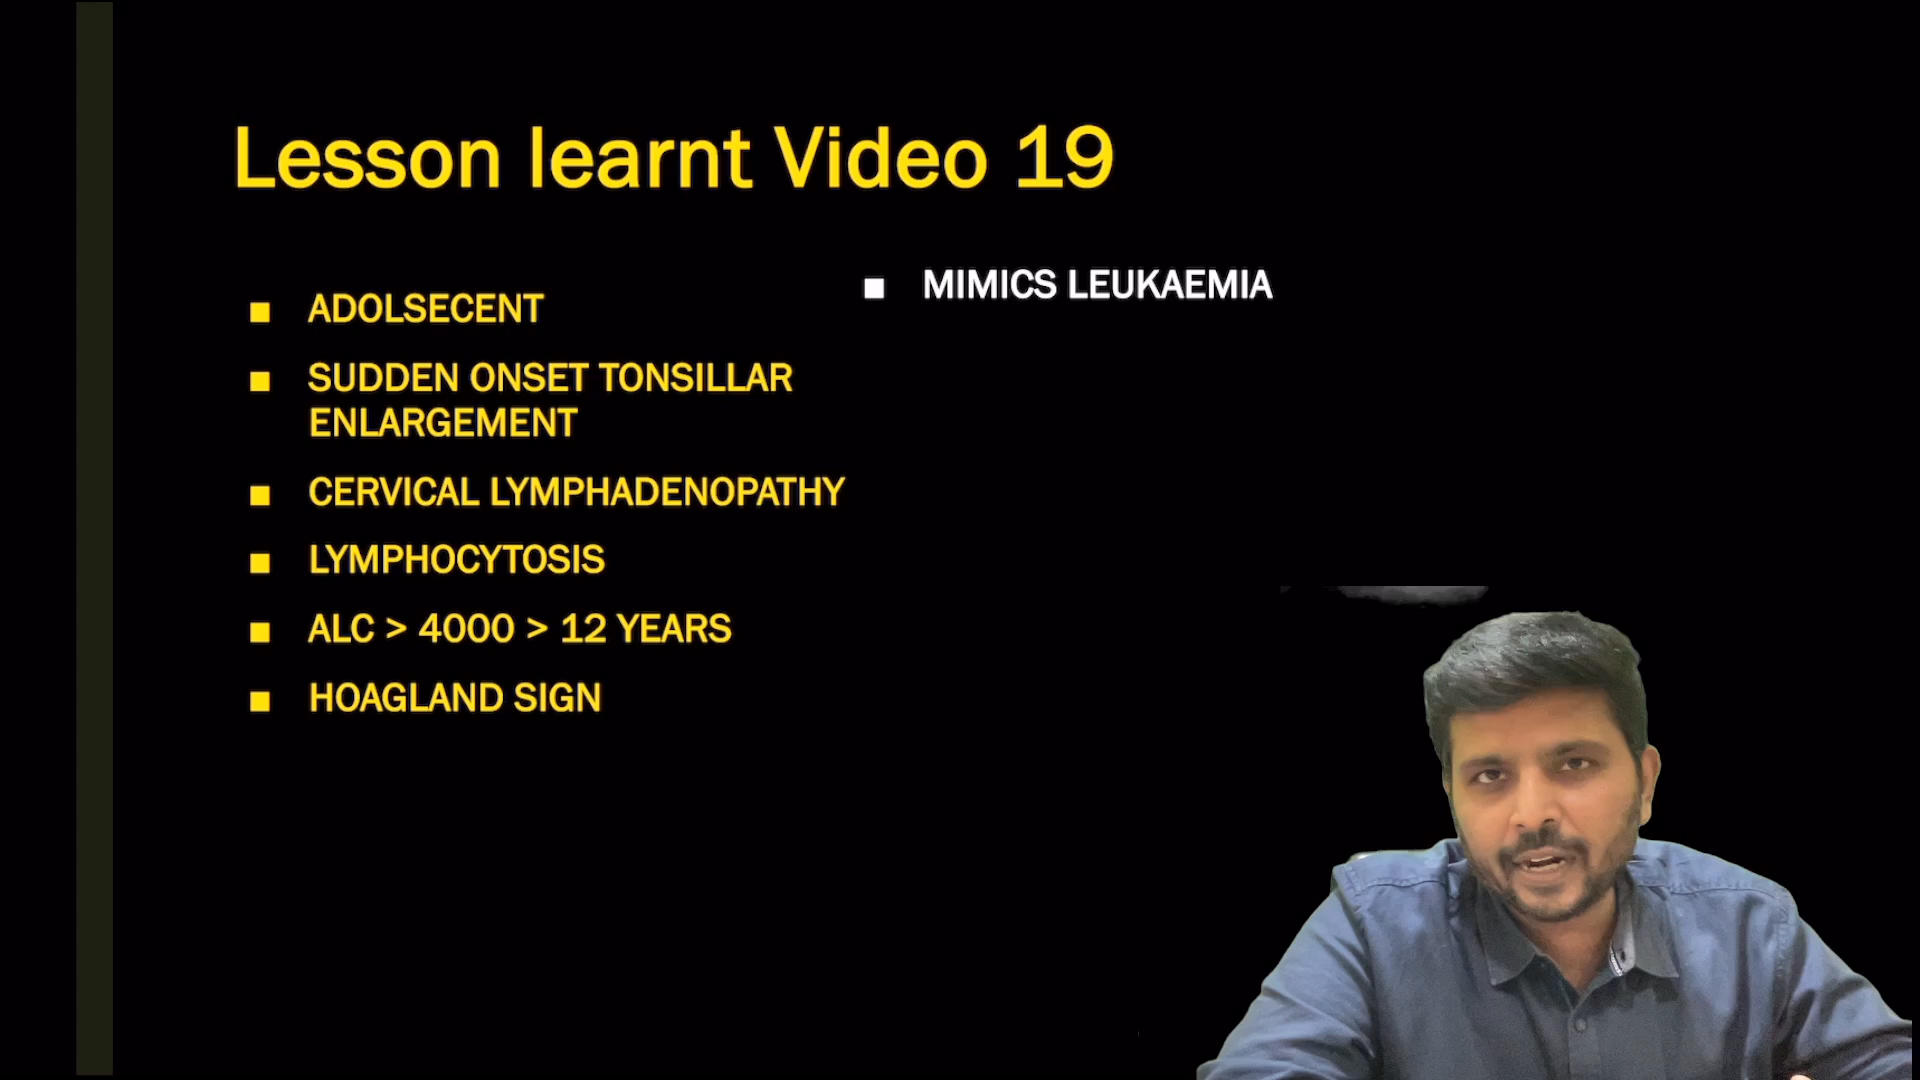 Lesson learnt Video 19
ADOLSECENT
SUDDEN ONSET TONSILLAR
ENLARGEMENT
CERVICAL LYMPHADENOPATHY
LYMPHOCYTOSIS
ALC > 4000 > 12 YEARS
HOAGLAND SIGN
MIMICS LEUKAEMIA